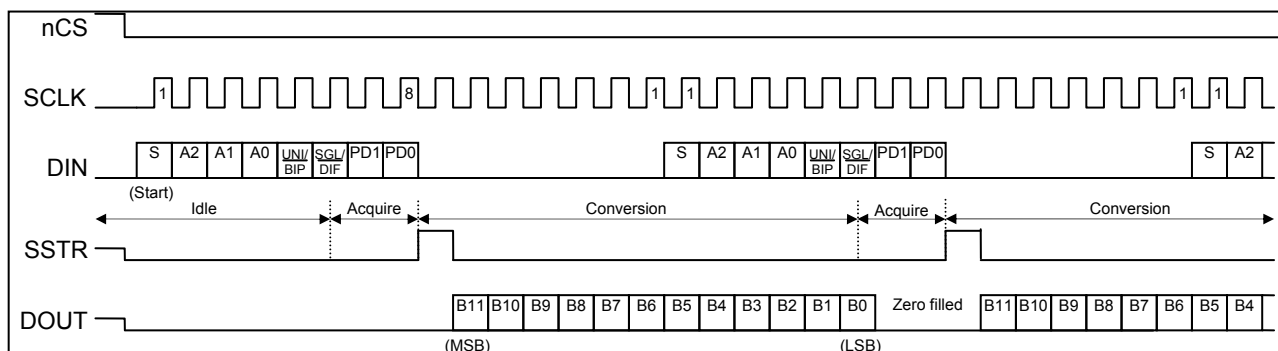 nCS
SCLK 1 8 1 1 1 1
DIN S A2 A1 A0 UNI/BIP SGL/DIF PD1 PD0 S A2 A1 A0 UNI/BIP SGL/DIF PD1 PD0 S A2
(Start)
Idle Acquire Conversion Acquire Conversion
SSTR
DOUT B11 B10 B9 B8 B7 B6 B5 B4 B3 B2 B1 B0 Zero filled B11 B10 B9 B8 B7 B6 B5 B4
(MSB) (LSB)